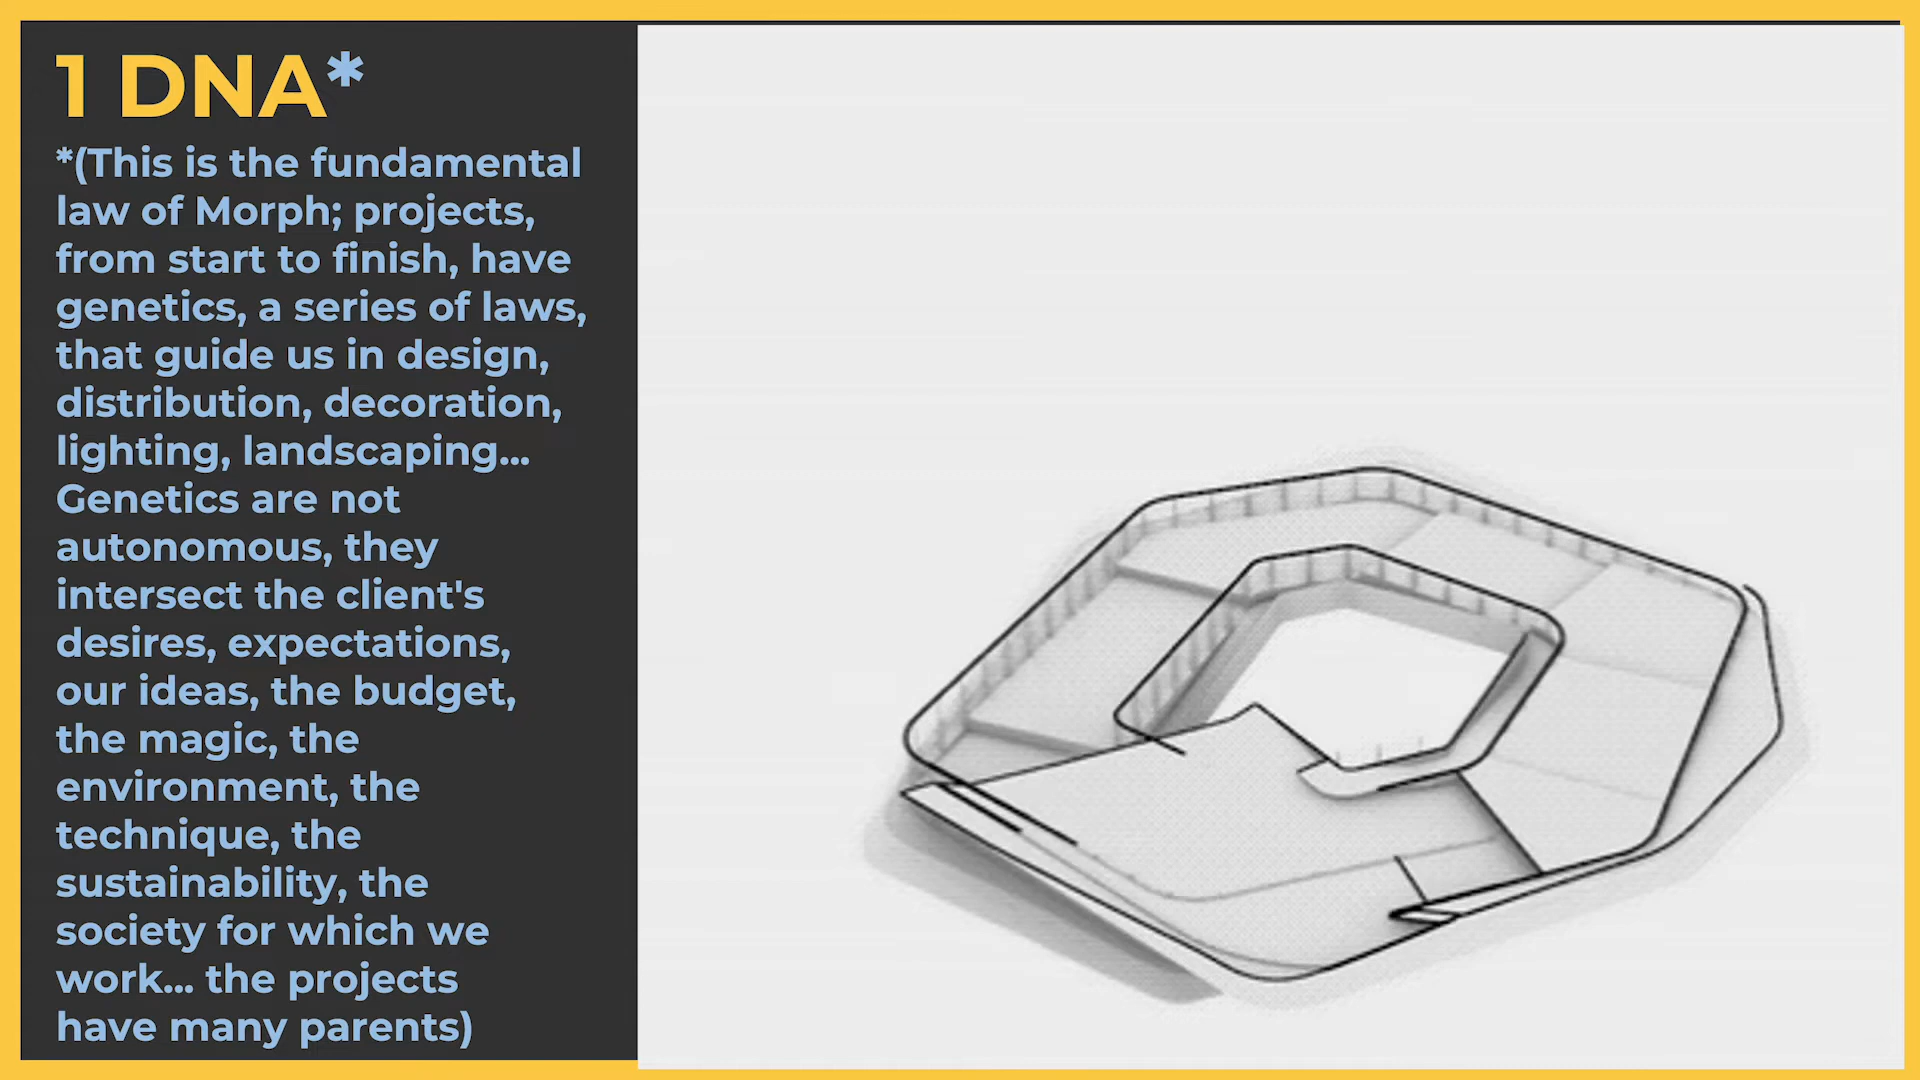 1 DNA*
*(This is the fundamental
law of Morph; projects,
from start to finish, have
genetics, a series of laws,
that guide us in design,
distribution, decoration,
lighting, landscaping...
Genetics are not
autonomous, they
intersect the client's
desires, expectations,
our ideas, the budget,
the magic, the
environment, the
technique, the
sustainability, the
society for which we
work... the projects
have many parents)